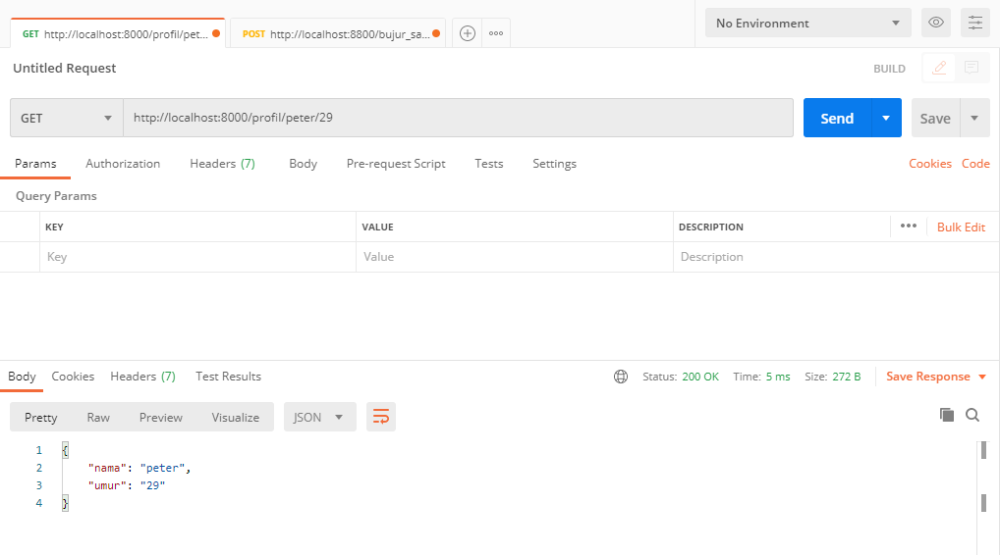 GET http://localhost:8000/profil/pet... POST http://localhost:8800/bujur_sa... No Environment
Untitled Request BUILD
GET http://localhost:8000/profil/peter/29 Send Save
Params Authorization Headers (7) Body Pre-request Script Tests Settings Cookies Code
Query Params
KEY VALUE DESCRIPTION Bulk Edit
Key Value Description
Body Cookies Headers (7) Test Results Status: 200 OK Time: 5 ms Size: 272 B Save Response
Pretty Raw Preview Visualize JSON
1 {
2 "nama": "peter",
3 "umur": "29"
4 }